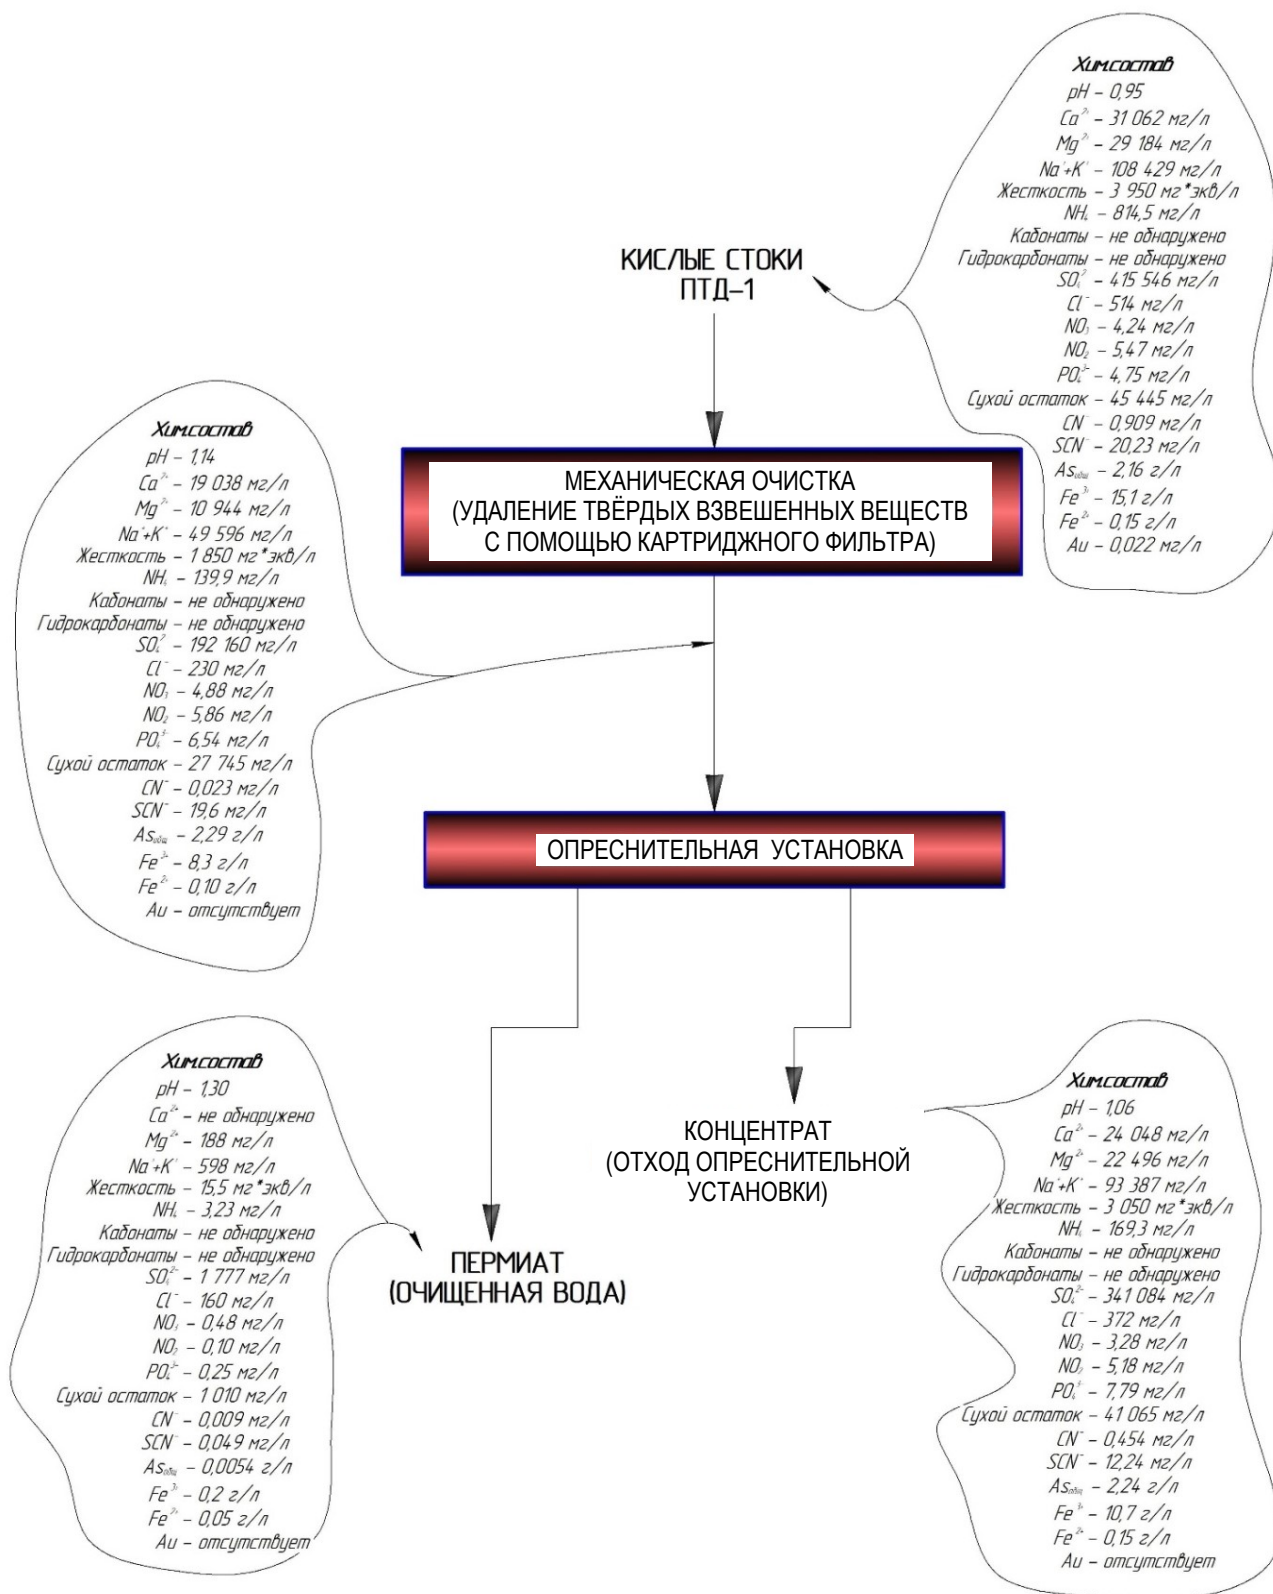 Хим.состав
pH – 0,95
Ca²⁺ – 31 062 мг/л
Mg²⁺ – 29 184 мг/л
Na⁺+K⁺ – 108 429 мг/л
Жесткость – 3 950 мг*экв/л
NH₄ – 814,5 мг/л
Кабонаты – не обнаружено
Гидрокарбонаты – не обнаружено
SO₄²⁻ – 415 546 мг/л
Cl⁻ – 514 мг/л
NO₃ – 4,24 мг/л
NO₂ – 5,47 мг/л
PO₄³⁻ – 4,75 мг/л
Сухой остаток – 45 445 мг/л
CN⁻ – 0,909 мг/л
SCN⁻ – 20,23 мг/л
Asобщ – 2,16 г/л
Fe³⁺ – 15,1 г/л
Fe²⁺ – 0,15 г/л
Au – 0,022 мг/л
КИСЛЫЕ СТОКИ
ПТД–1
МЕХАНИЧЕСКАЯ ОЧИСТКА
(УДАЛЕНИЕ ТВЁРДЫХ ВЗВЕШЕННЫХ ВЕЩЕСТВ
С ПОМОЩЬЮ КАРТРИДЖНОГО ФИЛЬТРА)
Хим.состав
pH – 1,14
Ca²⁺ – 19 038 мг/л
Mg²⁺ – 10 944 мг/л
Na⁺+K⁺ – 49 596 мг/л
Жесткость – 1 850 мг*экв/л
NH₄ – 139,9 мг/л
Кабонаты – не обнаружено
Гидрокарбонаты – не обнаружено
SO₄²⁻ – 192 160 мг/л
Cl⁻ – 230 мг/л
NO₃ – 4,88 мг/л
NO₂ – 5,86 мг/л
PO₄³⁻ – 6,54 мг/л
Сухой остаток – 27 745 мг/л
CN⁻ – 0,023 мг/л
SCN⁻ – 19,6 мг/л
Asобщ – 2,29 г/л
Fe³⁺ – 8,3 г/л
Fe²⁺ – 0,10 г/л
Au – отсутствует
ОПРЕСНИТЕЛЬНАЯ УСТАНОВКА
Хим.состав
pH – 1,30
Ca²⁺ – не обнаружено
Mg²⁺ – 188 мг/л
Na⁺+K⁺ – 598 мг/л
Жесткость – 15,5 мг*экв/л
NH₄ – 3,23 мг/л
Кабонаты – не обнаружено
Гидрокарбонаты – не обнаружено
SO₄²⁻ – 1 777 мг/л
Cl⁻ – 160 мг/л
NO₃ – 0,48 мг/л
NO₂ – 0,10 мг/л
PO₄³⁻ – 0,25 мг/л
Сухой остаток – 1 010 мг/л
CN⁻ – 0,009 мг/л
SCN⁻ – 0,049 мг/л
Asобщ – 0,0054 г/л
Fe³⁺ – 0,2 г/л
Fe²⁺ – 0,05 г/л
Au – отсутствует
ПЕРМИАТ
(ОЧИЩЕННАЯ ВОДА)
КОНЦЕНТРАТ
(ОТХОД ОПРЕСНИТЕЛЬНОЙ
УСТАНОВКИ)
Хим.состав
pH – 1,06
Ca²⁺ – 24 048 мг/л
Mg²⁺ – 22 496 мг/л
Na⁺+K⁺ – 93 387 мг/л
Жесткость – 3 050 мг*экв/л
NH₄ – 169,3 мг/л
Кабонаты – не обнаружено
Гидрокарбонаты – не обнаружено
SO₄²⁻ – 341 084 мг/л
Cl⁻ – 372 мг/л
NO₃ – 3,28 мг/л
NO₂ – 5,18 мг/л
PO₄³⁻ – 7,79 мг/л
Сухой остаток – 41 065 мг/л
CN⁻ – 0,454 мг/л
SCN⁻ – 12,24 мг/л
Asобщ – 2,24 г/л
Fe³⁺ – 10,7 г/л
Fe²⁺ – 0,15 г/л
Au – отсутствует